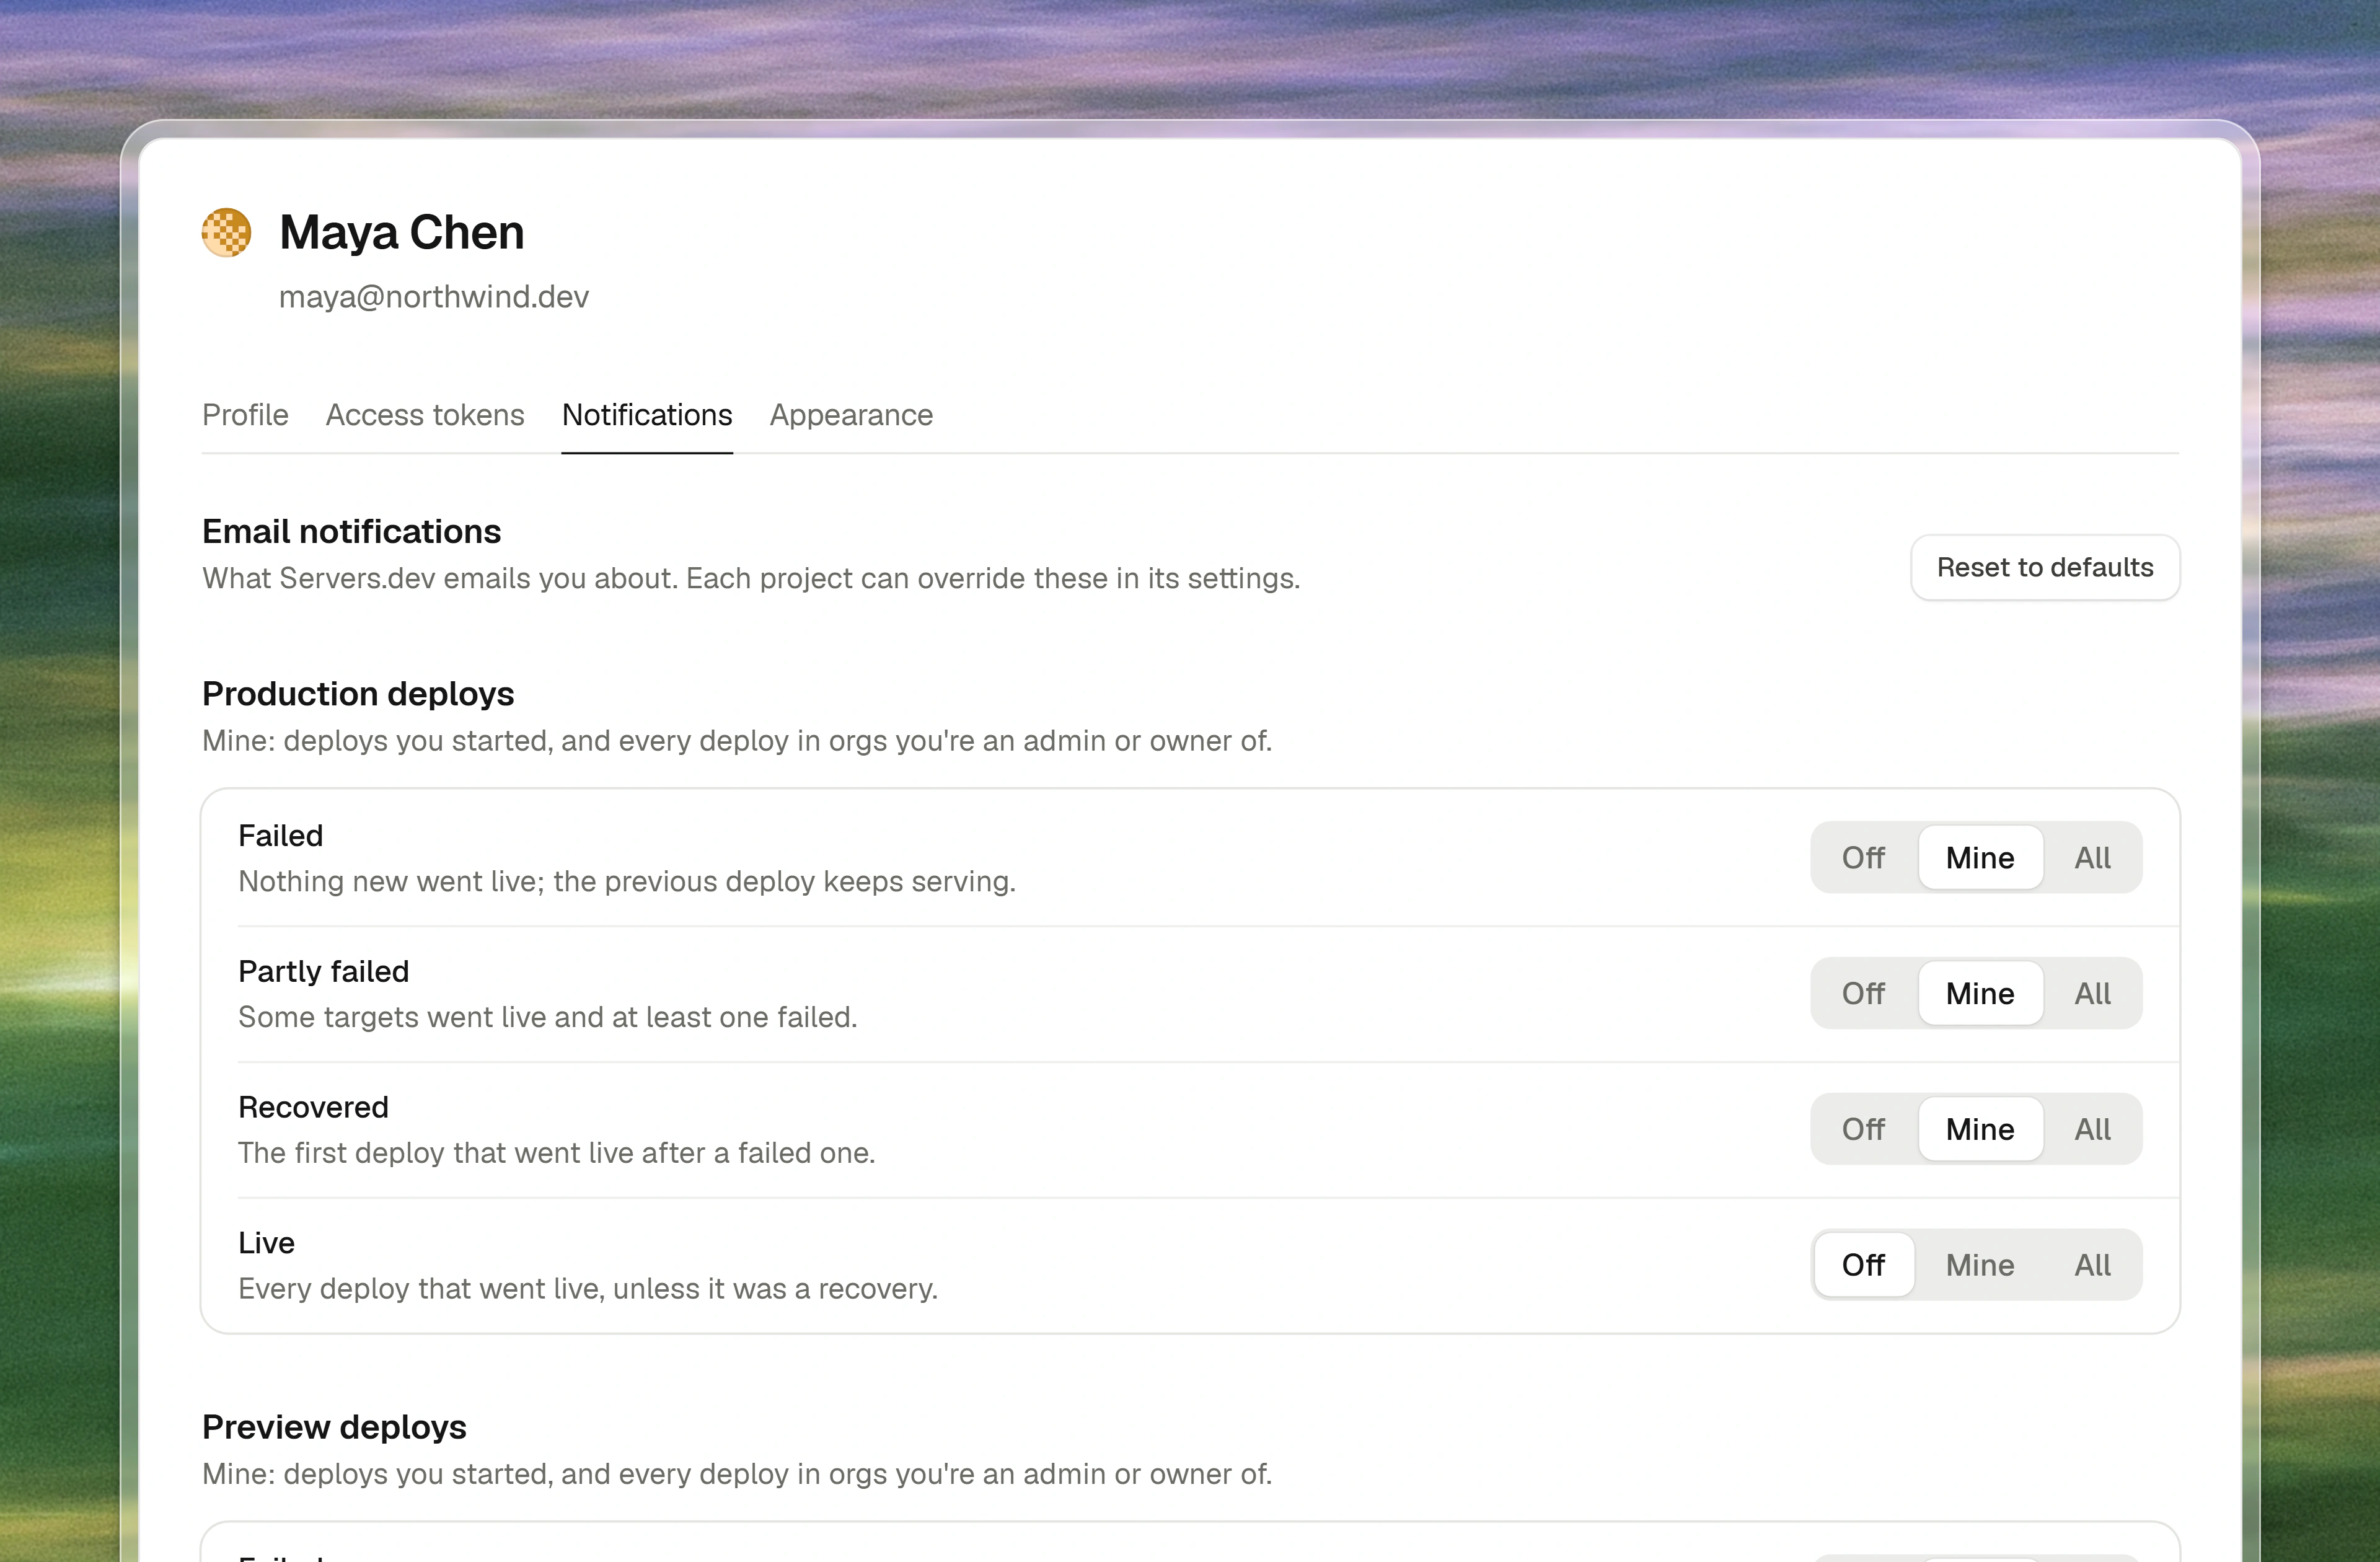 Maya Chen
maya@northwind.dev
Profile Access tokens Notifications Appearance
Email notifications
What Servers.dev emails you about. Each project can override these in its settings.
Reset to defaults
Production deploys
Mine: deploys you started, and every deploy in orgs you're an admin or owner of.
Failed
Nothing new went live; the previous deploy keeps serving.
Off Mine All
Partly failed
Some targets went live and at least one failed.
Off Mine All
Recovered
The first deploy that went live after a failed one.
Off Mine All
Live
Every deploy that went live, unless it was a recovery.
Off Mine All
Preview deploys
Mine: deploys you started, and every deploy in orgs you're an admin or owner of.